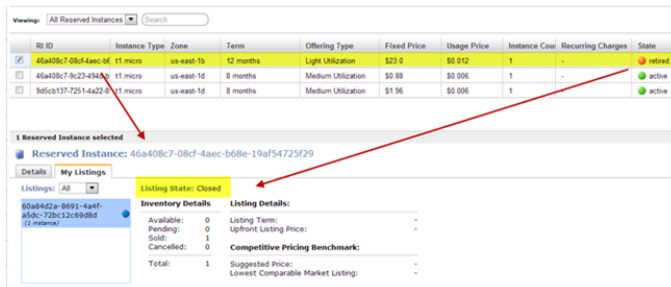 Viewing: All Reserved Instances Search
RI ID Instance Type Zone Term Offering Type Fixed Price Usage Price Instance Cou Recurring Charges State
46a408c7-08cf-4aec-b6 t1.micro us-east-1b 12 months Light Utilization $23.0 $0.012 1 - retired
46a408c7-9c23-494d-b t1.micro us-east-1d 8 months Medium Utilization $0.88 $0.006 1 - active
9d5cb137-7251-4a22-8 t1.micro us-east-1d 8 months Medium Utilization $1.96 $0.006 1 - active
1 Reserved Instance selected
Reserved Instance: 46a408c7-08cf-4aec-b68e-19af54725f29
Details My Listings
Listings: All Listing State: Closed
60a84d2a-8691-4a4f-
a5dc-72bc12c69d8d
(1 instance)
Inventory Details Listing Details:
Available: 0 Listing Term: -
Pending: 0 Upfront Listing Price: -
Sold: 1
Cancelled: 0 Competitive Pricing Benchmark:
Total: 1 Suggested Price: -
Lowest Comparable Market Listing: -